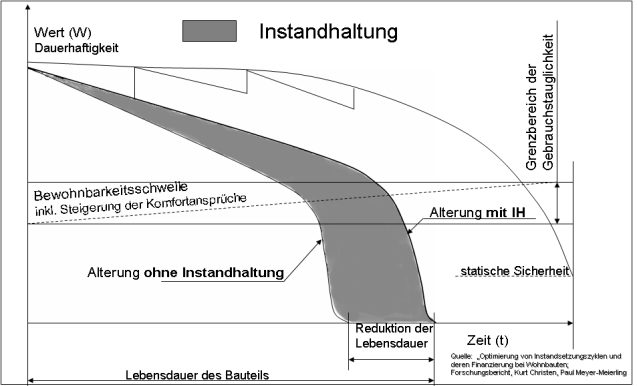 Wert (W)
Dauerhaftigkeit
Instandhaltung
Grenzbereich der
Gebrauchstauglichkeit
Bewohnbarkeitsschwelle
inkl. Steigerung der Komfortansprüche
Alterung mit IH
Alterung ohne Instandhaltung
statische Sicherheit
Reduktion der
Lebensdauer
Zeit (t)
Lebensdauer des Bauteils
Quelle: „Optimierung von Instandsetzungszyklen und
deren Finanzierung bei Wohnbauten;
Forschungsbericht, Kurt Christen, Paul Meyer-Meierling